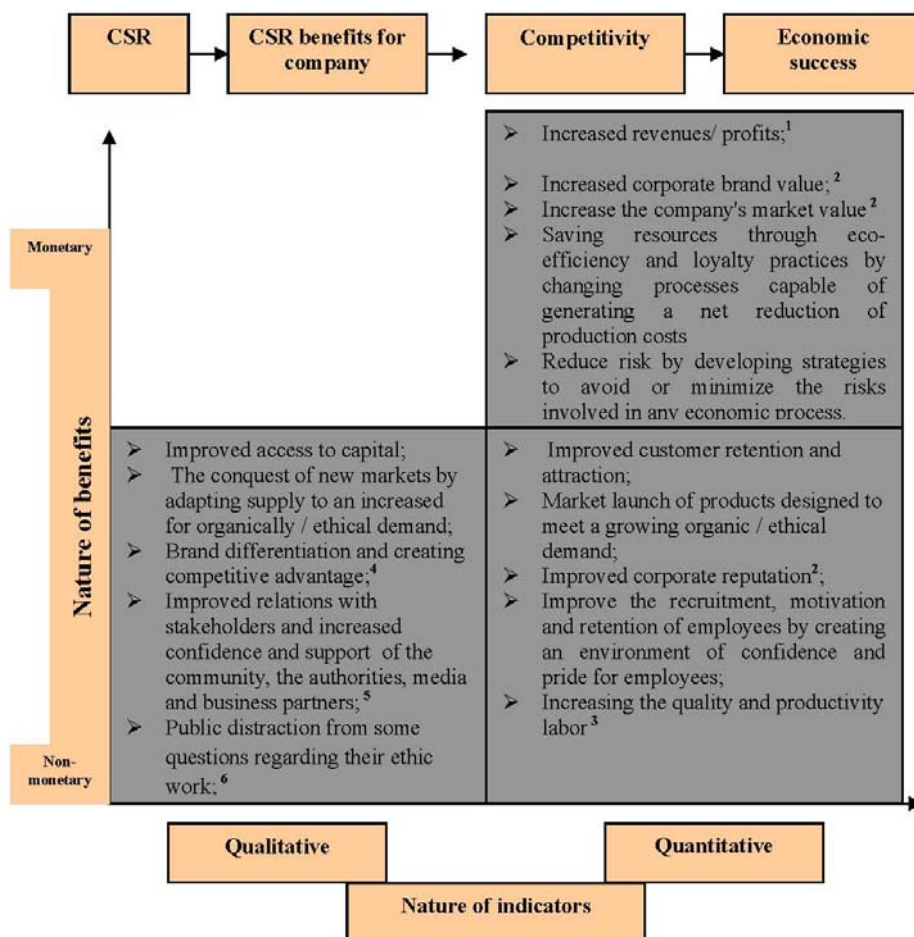 CSR
CSR benefits for
company
Competitivity
Economic
success
➢ Increased revenues/ profits;¹
➢ Increased corporate brand value; ²
➢ Increase the company's market value ²
➢ Saving resources through eco-
efficiency and loyalty practices by
changing processes capable of
generating a net reduction of
production costs
➢ Reduce risk by developing strategies
to avoid or minimize the risks
involved in any economic process.
Monetary
Nature of benefits
Non-
monetary
➢ Improved access to capital;
➢ The conquest of new markets by
adapting supply to an increased
for organically / ethical demand;
➢ Brand differentiation and creating
competitive advantage;⁴
➢ Improved relations with
stakeholders and increased
confidence and support of the
community, the authorities, media
and business partners;⁵
➢ Public distraction from some
questions regarding their ethic
work;⁶
➢ Improved customer retention and
attraction;
➢ Market launch of products designed to
meet a growing organic / ethical
demand;
➢ Improved corporate reputation²;
➢ Improve the recruitment, motivation
and retention of employees by creating
an environment of confidence and
pride for employees;
➢ Increasing the quality and productivity
labor³
Qualitative
Quantitative
Nature of indicators